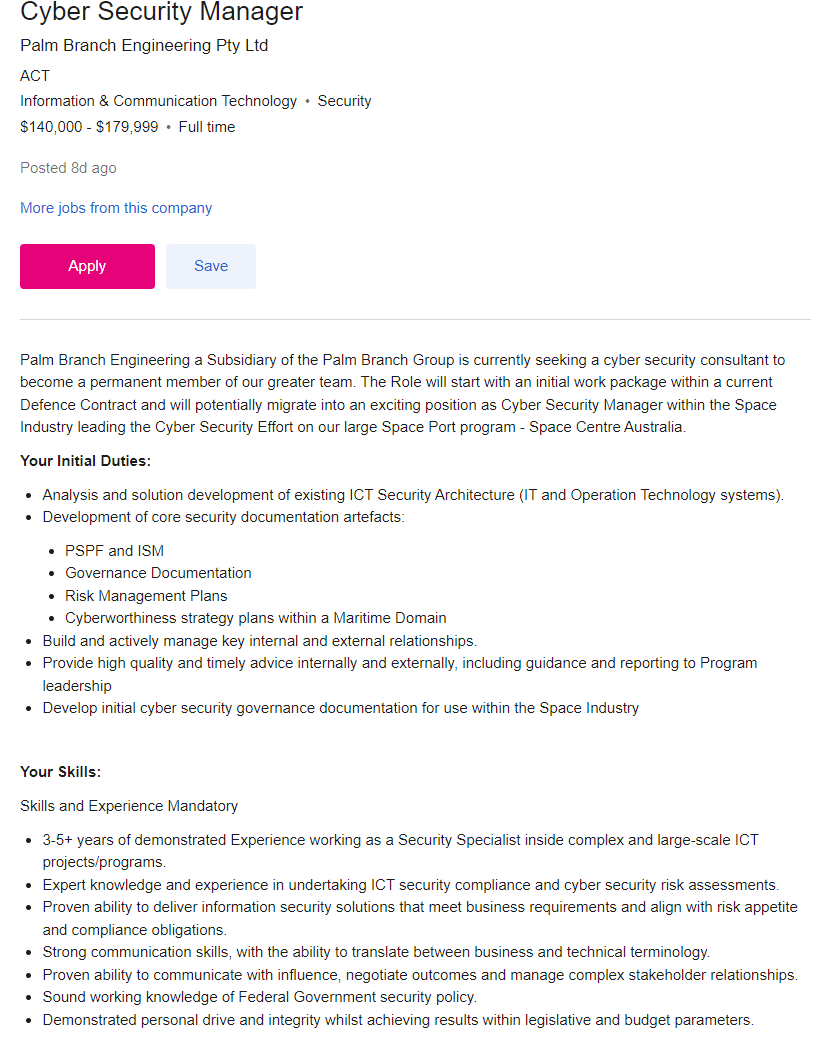 Cyber Security Manager
Palm Branch Engineering Pty Ltd
ACT
Information & Communication Technology • Security
$140,000 - $179,999 • Full time
Posted 8d ago
More jobs from this company
Apply Save
Palm Branch Engineering a Subsidiary of the Palm Branch Group is currently seeking a cyber security consultant to
become a permanent member of our greater team. The Role will start with an initial work package within a current
Defence Contract and will potentially migrate into an exciting position as Cyber Security Manager within the Space
Industry leading the Cyber Security Effort on our large Space Port program - Space Centre Australia.
Your Initial Duties:
• Analysis and solution development of existing ICT Security Architecture (IT and Operation Technology systems).
• Development of core security documentation artefacts:
• PSPF and ISM
• Governance Documentation
• Risk Management Plans
• Cyberworthiness strategy plans within a Maritime Domain
• Build and actively manage key internal and external relationships.
• Provide high quality and timely advice internally and externally, including guidance and reporting to Program
leadership
• Develop initial cyber security governance documentation for use within the Space Industry
Your Skills:
Skills and Experience Mandatory
• 3-5+ years of demonstrated Experience working as a Security Specialist inside complex and large-scale ICT
projects/programs.
• Expert knowledge and experience in undertaking ICT security compliance and cyber security risk assessments.
• Proven ability to deliver information security solutions that meet business requirements and align with risk appetite
and compliance obligations.
• Strong communication skills, with the ability to translate between business and technical terminology.
• Proven ability to communicate with influence, negotiate outcomes and manage complex stakeholder relationships.
• Sound working knowledge of Federal Government security policy.
• Demonstrated personal drive and integrity whilst achieving results within legislative and budget parameters.